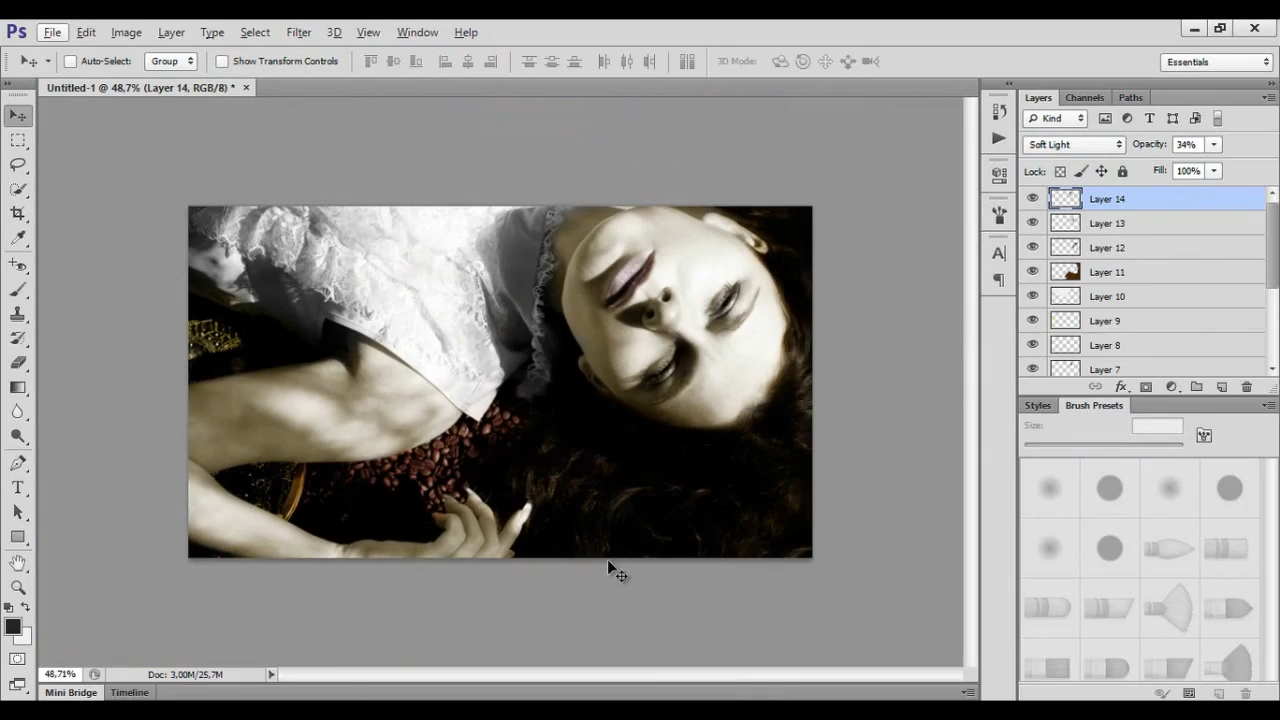 Ps File Edit Image Layer Type Select Filter 3D View Window Help
Auto-Select: Group Show Transform Controls 3D Mode: Essentials
Untitled-1 @ 48,7% (Layer 14, RGB/8) *
Layers Channels Paths
Kind
Soft Light Opacity: 34%
Lock: Fill: 100%
Layer 14
Layer 13
Layer 12
Layer 11
Layer 10
Layer 9
Layer 8
Layer 7
Styles Brush Presets
Size:
48,71% Doc: 3,00M/25,7M
Mini Bridge Timeline